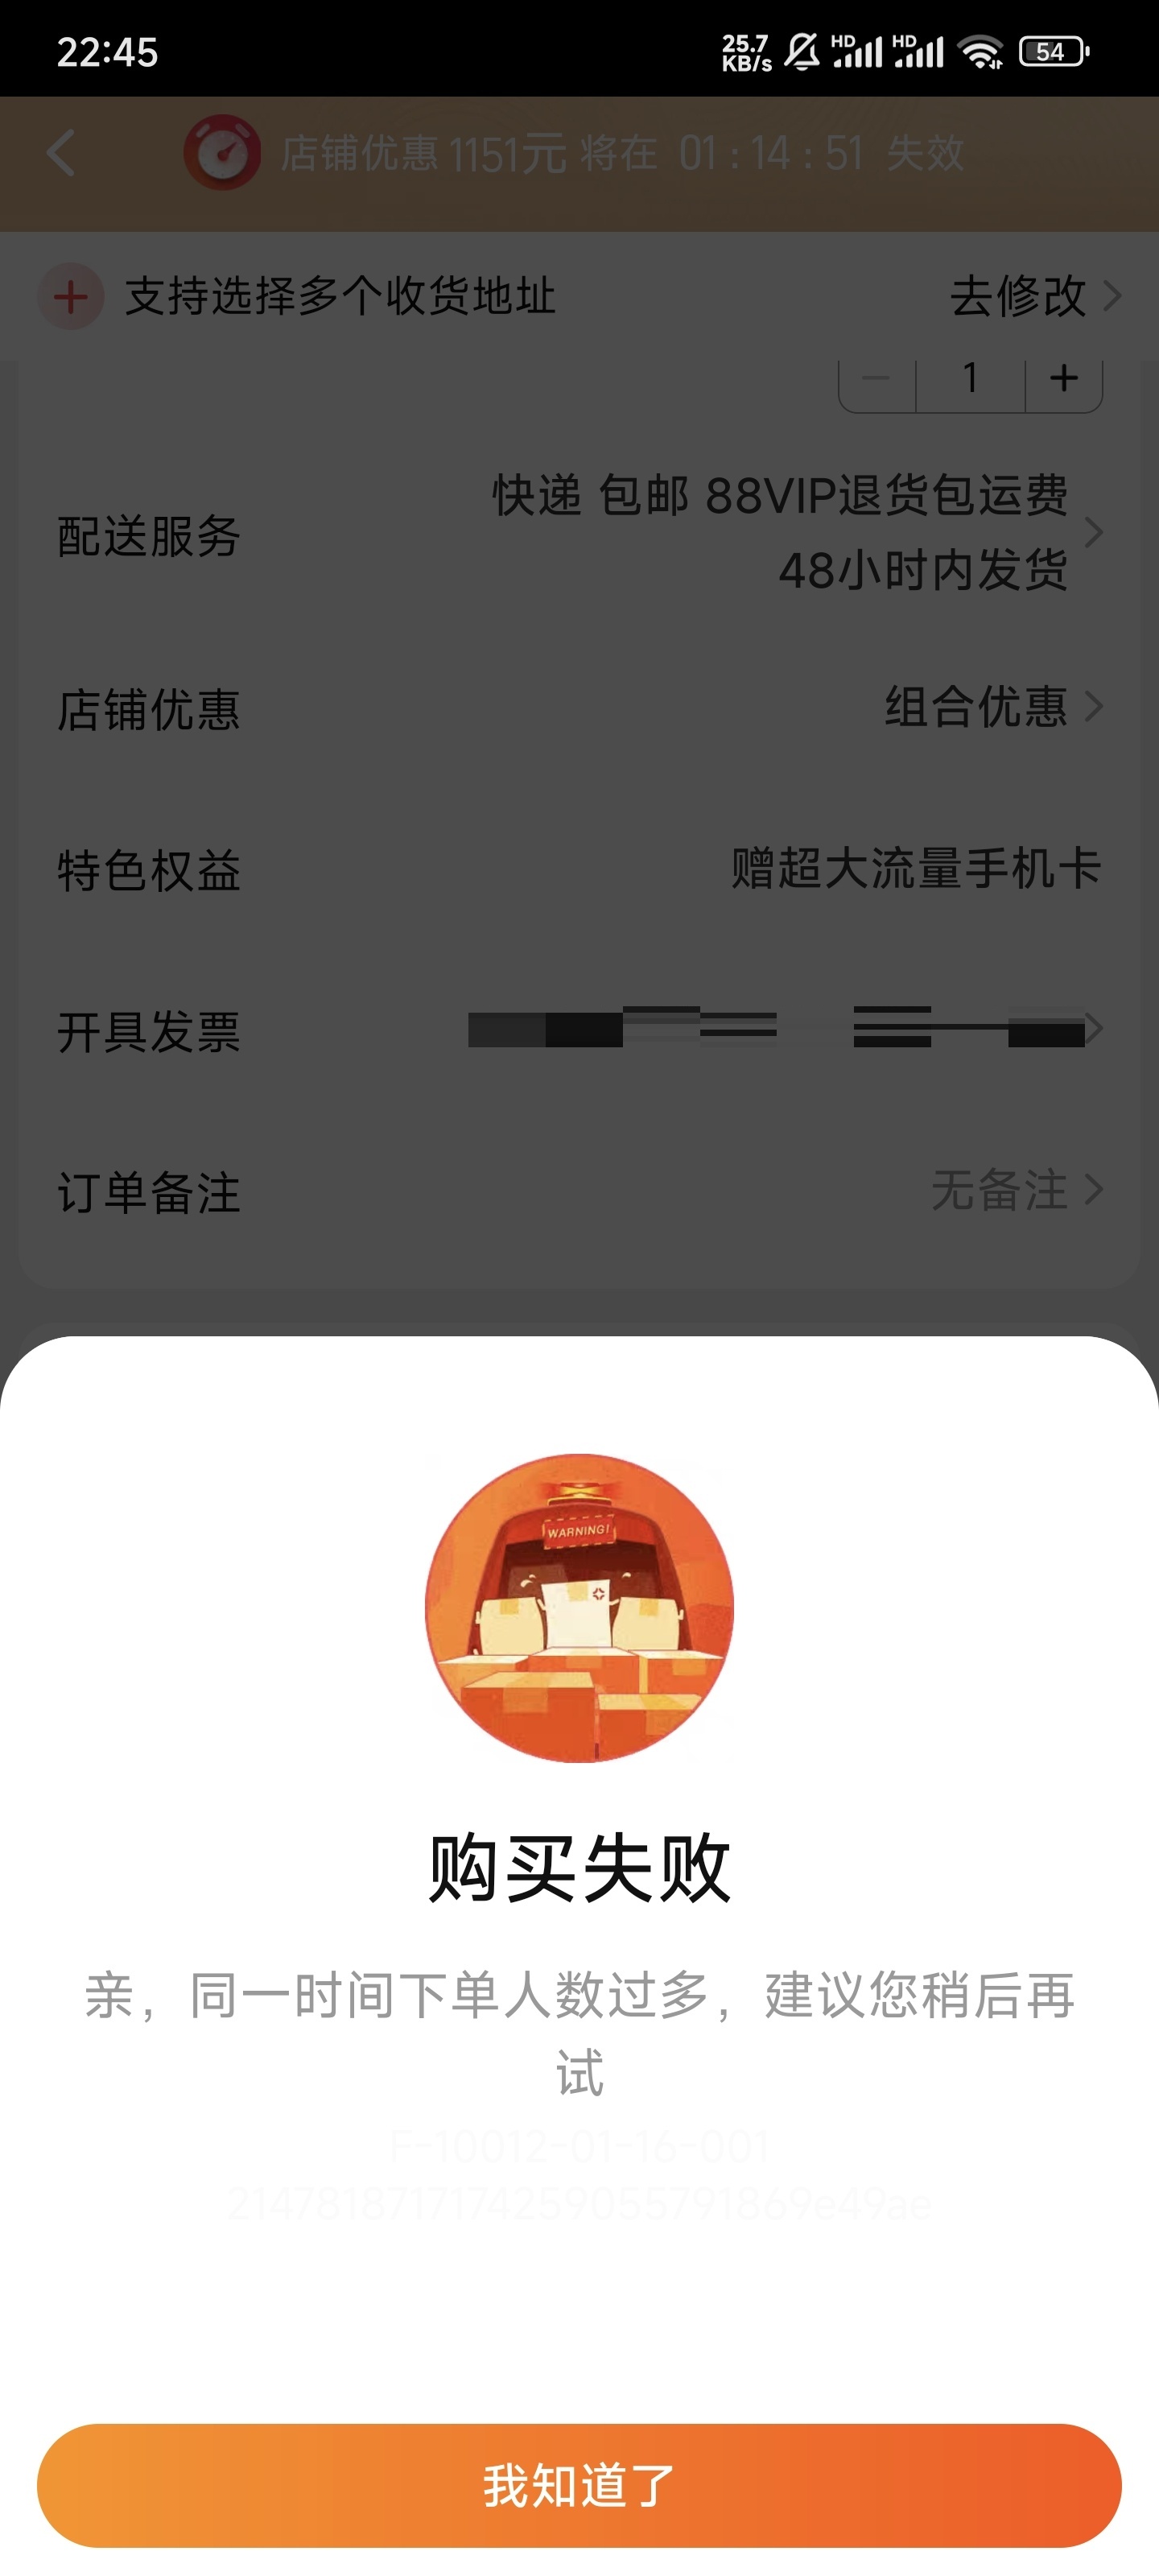 22:45
25.7 KB/s HD HD 54
店铺优惠 1151元 将在 01 : 14 : 51 失效
支持选择多个收货地址 去修改
1
快递 包邮 88VIP退货包运费
配送服务
48小时内发货
店铺优惠 组合优惠
特色权益 赠超大流量手机卡
开具发票
订单备注 无备注
WARNING!
购买失败
亲，同一时间下单人数过多，建议您稍后再
试
F-10012-01-16-001
2147818717174259055791869e49ae
我知道了